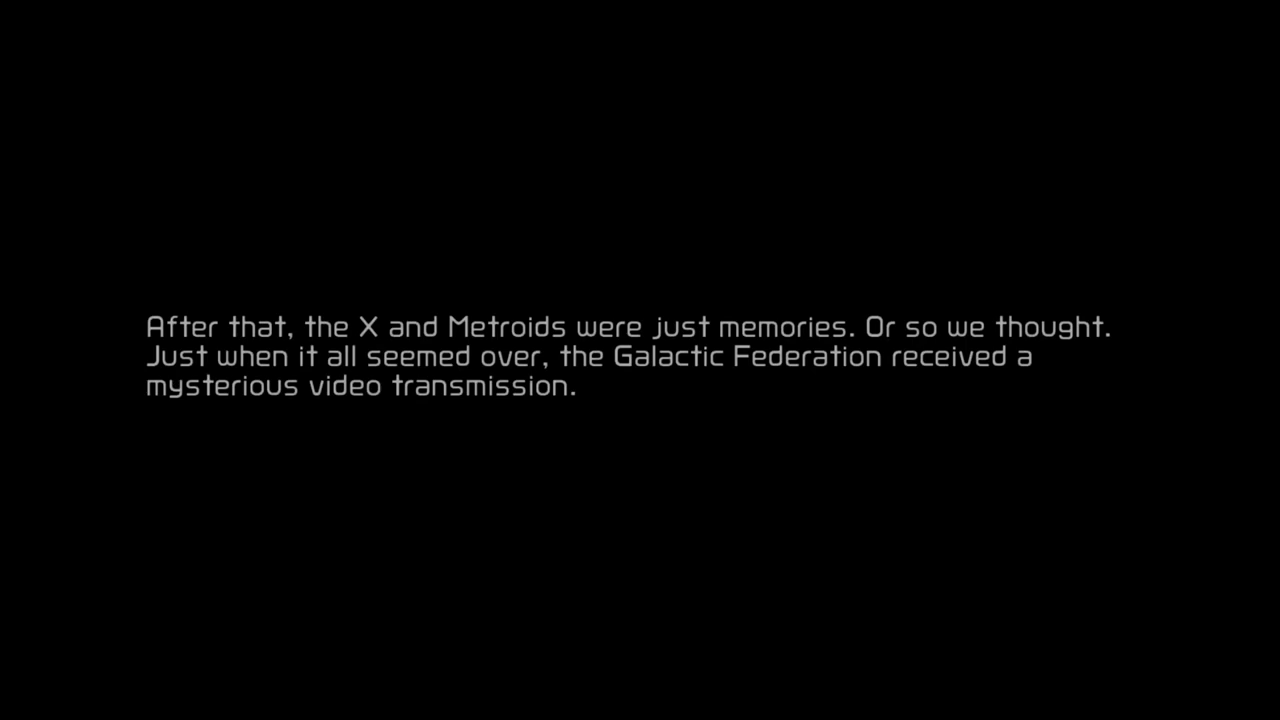 After that, the X and Metroids were just memories. Or so we thought.
Just when it all seemed over, the Galactic Federation received a
mysterious video transmission.